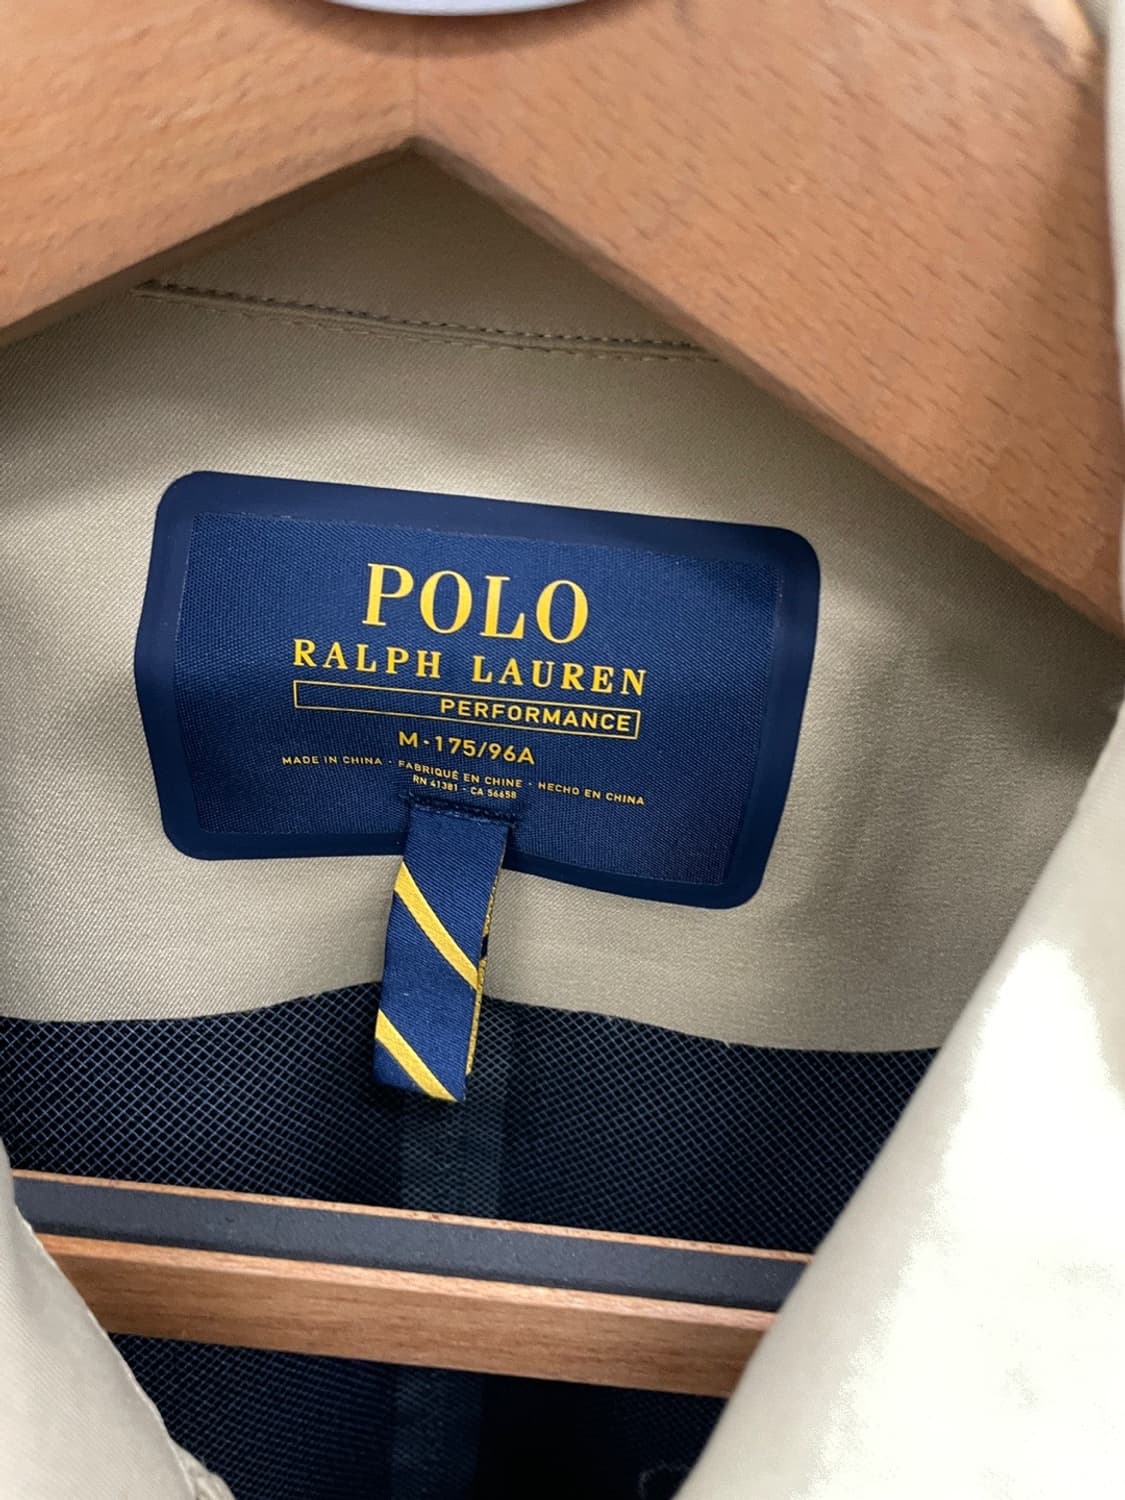 POLO
RALPH LAUREN
PERFORMANCE
M-175/96A
MADE IN CHINA · FABRIQUÉ EN CHINE · HECHO EN CHINA
RN 41381 - CA 56658